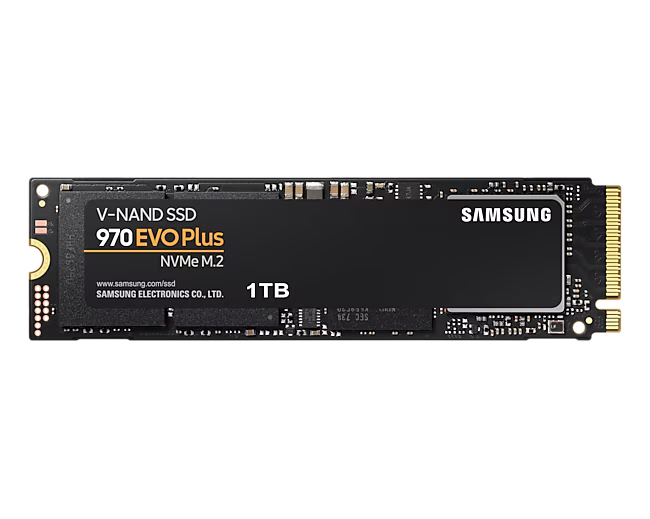 V-NAND SSD
SAMSUNG
970 EVO Plus
NVMe M.2
www.samsung.com/ssd
SAMSUNG ELECTRONICS CO., LTD.
1TB